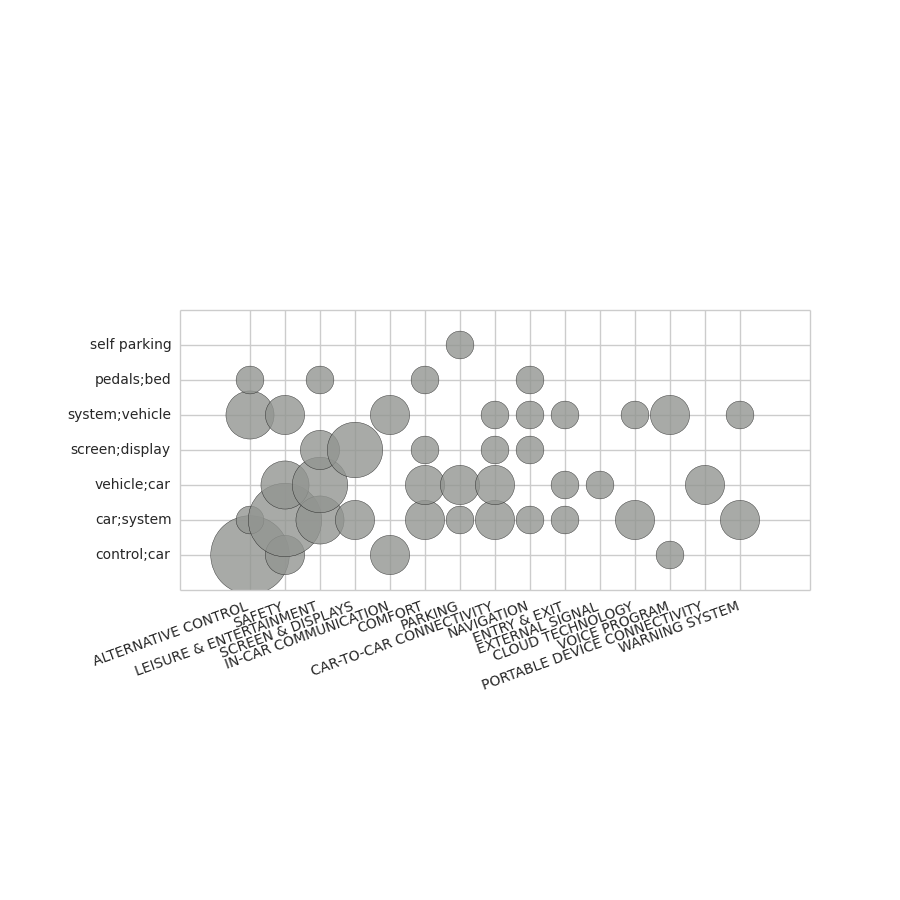 self parking
pedals;bed
system;vehicle
screen;display
vehicle;car
car;system
control;car
ALTERNATIVE CONTROL
SAFETY
LEISURE & ENTERTAINMENT
SCREEN & DISPLAYS
IN-CAR COMMUNICATION
COMFORT
PARKING
CAR-TO-CAR CONNECTIVITY
NAVIGATION
ENTRY & EXIT
EXTERNAL SIGNAL
CLOUD TECHNOLOGY
VOICE PROGRAM
PORTABLE DEVICE CONNECTIVITY
WARNING SYSTEM